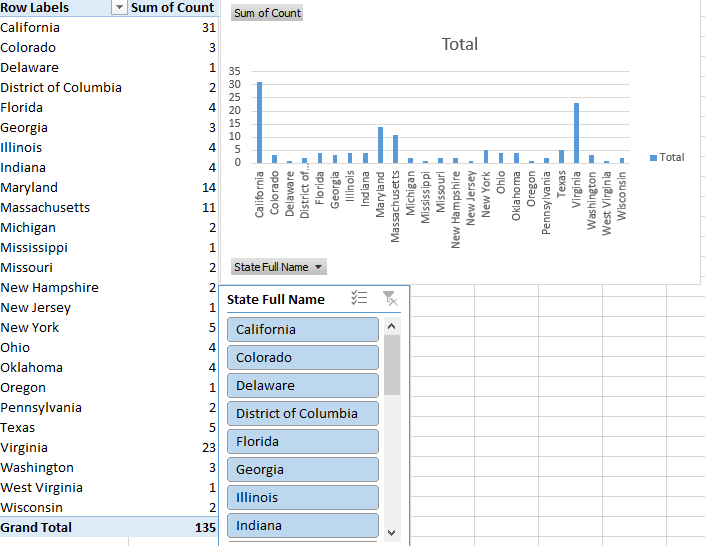 Row Labels Sum of Count
California 31
Colorado 3
Delaware 1
District of Columbia 2
Florida 4
Georgia 3
Illinois 4
Indiana 4
Maryland 14
Massachusetts 11
Michigan 2
Mississippi 1
Missouri 2
New Hampshire 2
New Jersey 1
New York 5
Ohio 4
Oklahoma 4
Oregon 1
Pennsylvania 2
Texas 5
Virginia 23
Washington 3
West Virginia 1
Wisconsin 2
Grand Total 135
Sum of Count
Total
35
30
25
20
15
10
5
0
California
Colorado
Delaware
District of...
Florida
Georgia
Illinois
Indiana
Maryland
Massachusetts
Michigan
Mississippi
Missouri
New Hampshire
New Jersey
New York
Ohio
Oklahoma
Oregon
Pennsylvania
Texas
Virginia
Washington
West Virginia
Wisconsin
Total
State Full Name
State Full Name
California
Colorado
Delaware
District of Columbia
Florida
Georgia
Illinois
Indiana